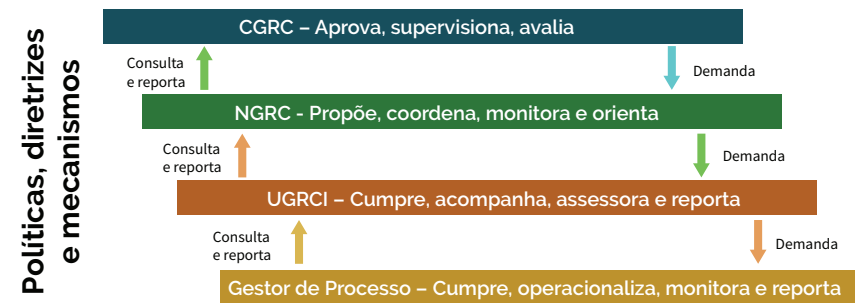 Políticas, diretrizes
e mecanismos
CGRC – Aprova, supervisiona, avalia
Consulta
e reporta
Demanda
NGRC - Propõe, coordena, monitora e orienta
Consulta
e reporta
Demanda
UGRCI – Cumpre, acompanha, assessora e reporta
Consulta
e reporta
Demanda
Gestor de Processo – Cumpre, operacionaliza, monitora e reporta